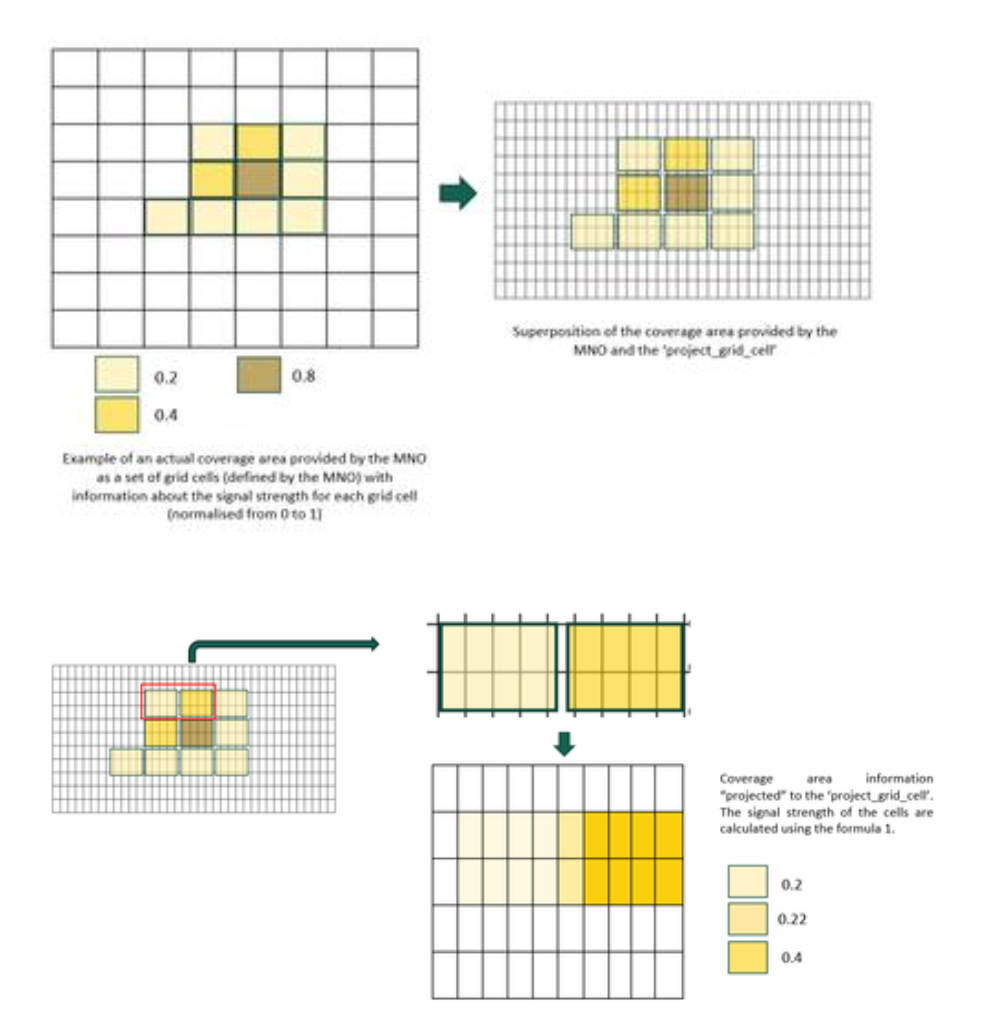 Superposition of the coverage area provided by the
MNO and the 'project_grid_cell'
0.2
0.8
0.4
Example of an actual coverage area provided by the MNO
as a set of grid cells (defined by the MNO) with
information about the signal strength for each grid cell
(normalised from 0 to 1)
Coverage area information
"projected" to the 'project_grid_cell'.
The signal strength of the cells are
calculated using the formula 1.
0.2
0.22
0.4